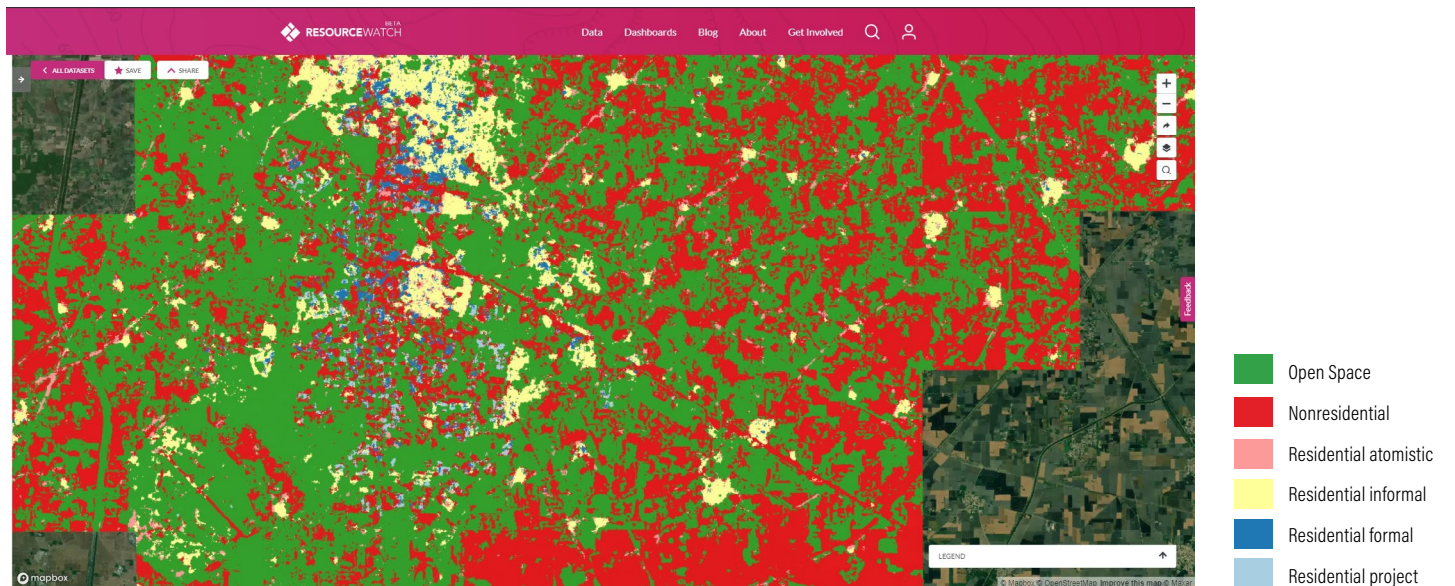 BETA
RESOURCEWATCH
Data Dashboards Blog About Get Involved
ALL DATASETS SAVE SHARE
Feedback
Open Space
Nonresidential
Residential atomistic
Residential informal
Residential formal
Residential project
LEGEND
mapbox
© Mapbox © OpenStreetMap Improve this map © Maxar